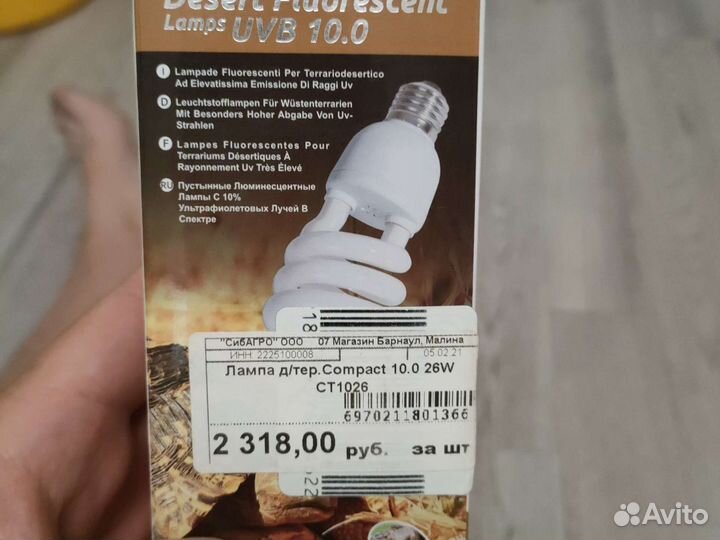 Desert Fluorescent
Lamps UVB 10.0
I Lampade Fluorescenti Per Terrariodesertico
Ad Elevatissima Emissione Di Raggi Uv
D Leuchtstofflampen Für Wüstenterrarien
Mit Besonders Hoher Abgabe Von Uv-
Strahlen
F Lampes Fluorescentes Pour
Terrariums Désertiques À
Rayonnement Uv Très Élevé
RU Пустынные Люминесцентные
Лампы С 10%
Ультрафиолетовых Лучей В
Спектре
218
"СибАГРО" ООО 07 Магазин Барнаул, Малина
ИНН 2225100008 05.02.21
Лампа д/тер.Compact 10.0 26W
CT1026
6970211801366
2 318,00 руб. за шт
522
Avito